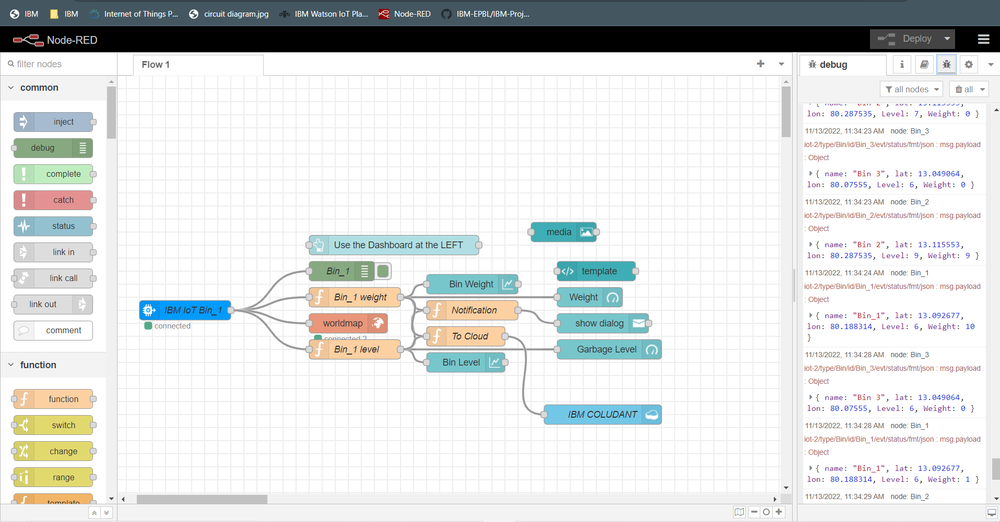 IBM IBM Internet of Things P... circuit diagram.jpg IBM Watson IoT Pla... Node-RED IBM-EPBL/IBM-Proj...
Node-RED
Deploy
filter nodes
common
inject
debug
complete
catch
status
link in
link call
link out
comment
function
function
switch
change
range
template
Flow 1
media
Use the Dashboard at the LEFT
Bin_1
template
Bin Weight
Bin_1 weight
Weight
IBM IoT Bin_1
connected
Notification
worldmap
show dialog
connected 2
To Cloud
Bin_1 level
Garbage Level
Bin Level
IBM COLUDANT
debug
all nodes
all
{ name: "Bin 2", lat: 13.115553,
lon: 80.287535, Level: 7, Weight: 0 }
11/13/2022, 11:34:23 AM node: Bin_3
iot-2/type/Bin/id/Bin_3/evt/status/fmt/json : msg.payload
: Object
{ name: "Bin 3", lat: 13.049064,
lon: 80.07555, Level: 6, Weight: 0 }
11/13/2022, 11:34:23 AM node: Bin_2
iot-2/type/Bin/id/Bin_2/evt/status/fmt/json : msg.payload
: Object
{ name: "Bin 2", lat: 13.115553,
lon: 80.287535, Level: 9, Weight: 9 }
11/13/2022, 11:34:24 AM node: Bin_1
iot-2/type/Bin/id/Bin_1/evt/status/fmt/json : msg.payload
: Object
{ name: "Bin_1", lat: 13.092677,
lon: 80.188314, Level: 6, Weight: 10
}
11/13/2022, 11:34:28 AM node: Bin_3
iot-2/type/Bin/id/Bin_3/evt/status/fmt/json : msg.payload
: Object
{ name: "Bin 3", lat: 13.049064,
lon: 80.07555, Level: 6, Weight: 0 }
11/13/2022, 11:34:28 AM node: Bin_1
iot-2/type/Bin/id/Bin_1/evt/status/fmt/json : msg.payload
: Object
{ name: "Bin_1", lat: 13.092677,
lon: 80.188314, Level: 6, Weight: 1 }
11/13/2022, 11:34:29 AM node: Bin_2